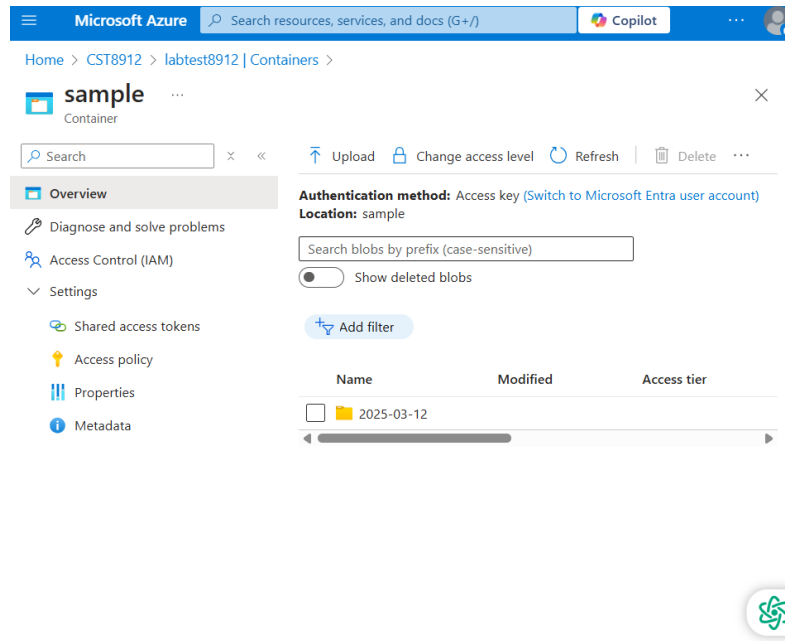 Microsoft Azure
Search resources, services, and docs (G+/)
Copilot
...
Home > CST8912 > labtest8912 | Containers >
sample ...
Container
Search
Upload Change access level Refresh Delete ...
Overview
Diagnose and solve problems
Access Control (IAM)
Settings
Shared access tokens
Access policy
Properties
Metadata
Authentication method: Access key (Switch to Microsoft Entra user account)
Location: sample
Search blobs by prefix (case-sensitive)
Show deleted blobs
Add filter
Name Modified Access tier
2025-03-12